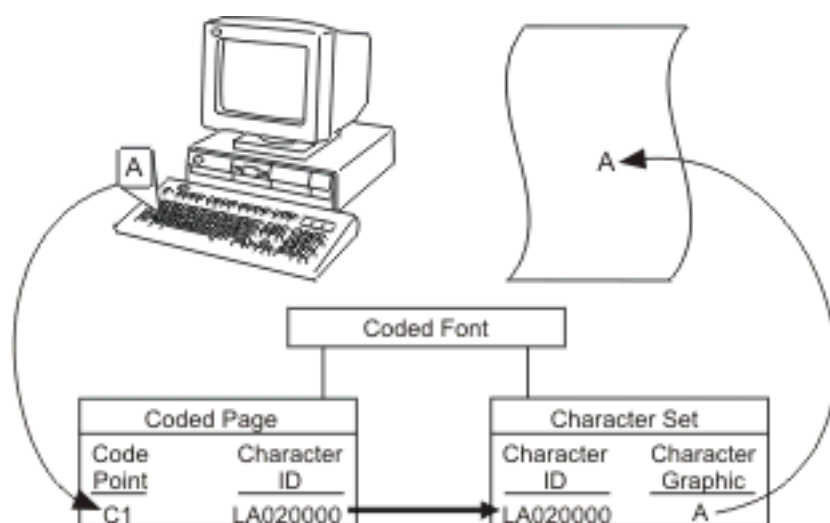 A
A
Coded Font
Coded Page
Code Point
Character ID
C1
LA020000
Character Set
Character ID
Character Graphic
LA020000
A